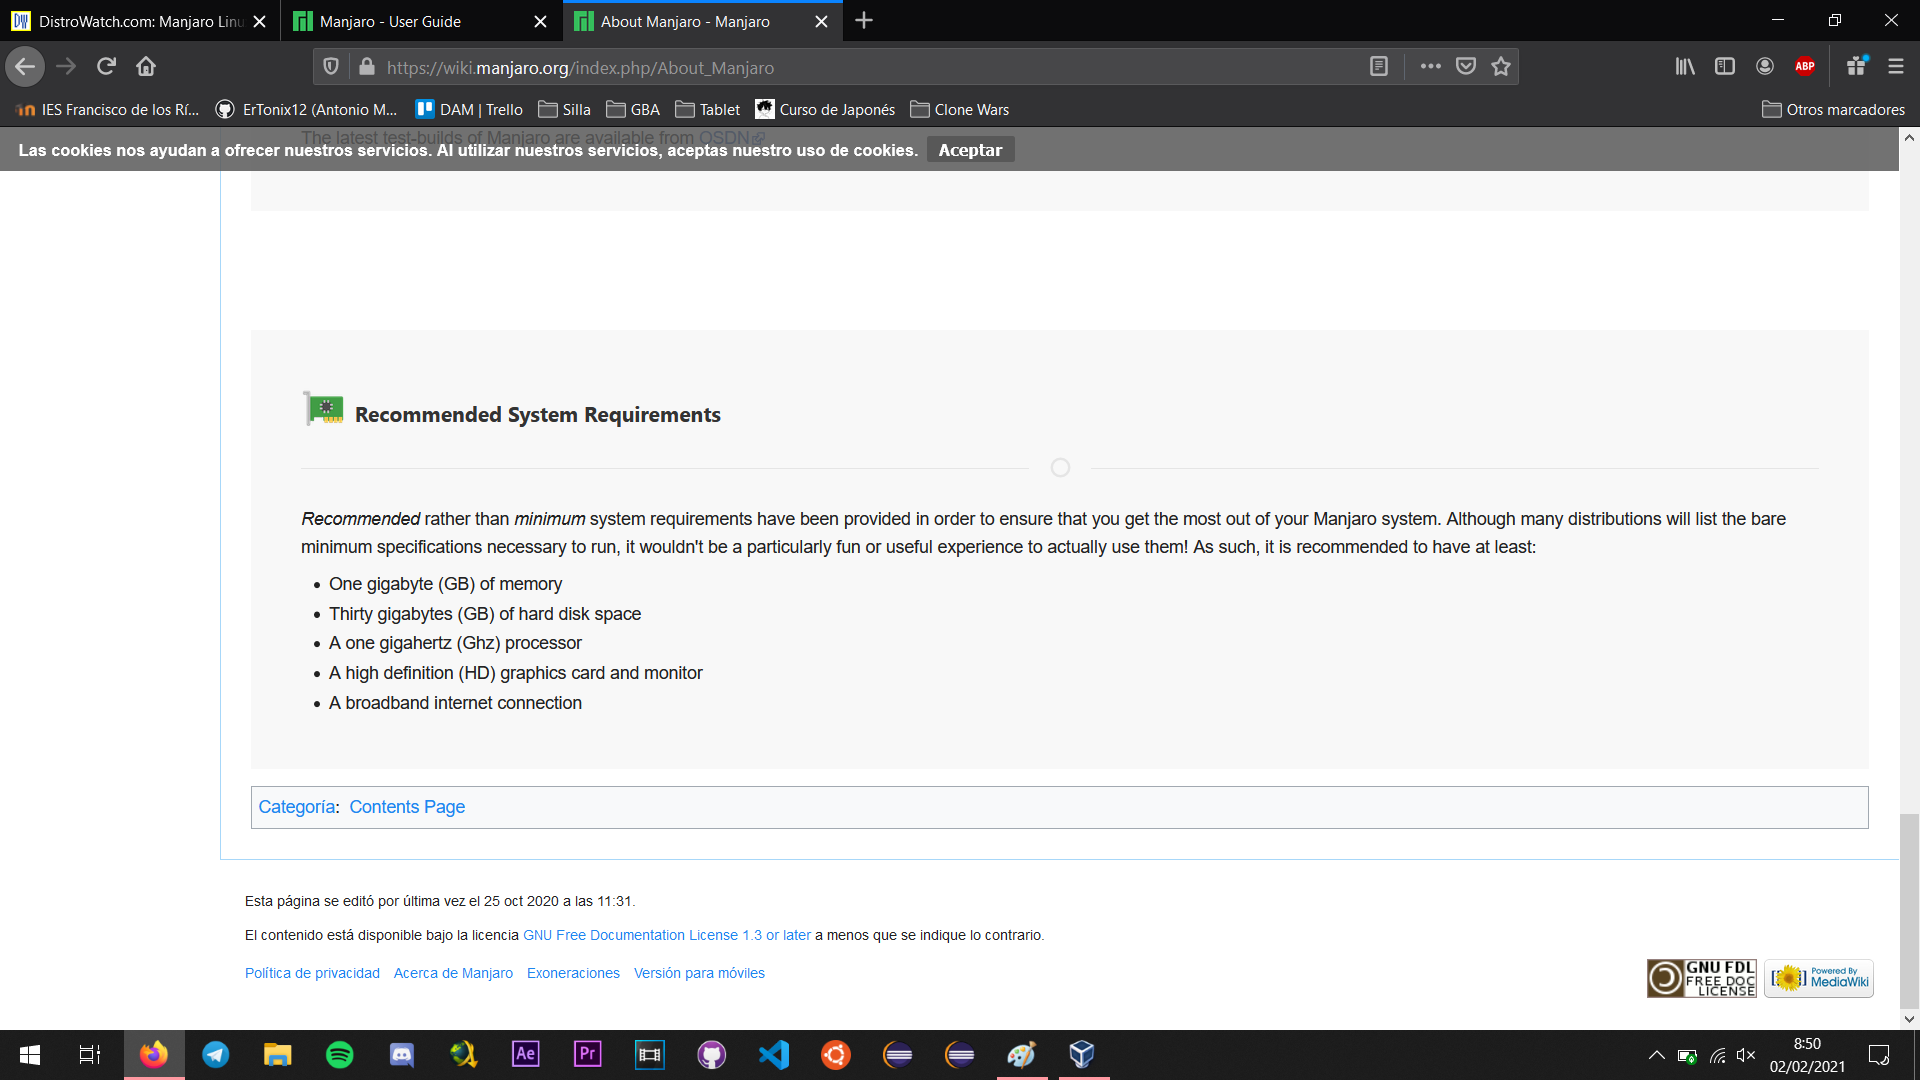 DistroWatch.com: Manjaro Linu
Manjaro - User Guide
About Manjaro - Manjaro
https://wiki.manjaro.org/index.php/About_Manjaro
ABP
IES Francisco de los Rí...
ErTonix12 (Antonio M...
DAM | Trello
Silla
GBA
Tablet
Curso de Japonés
Clone Wars
Otros marcadores
The latest test-builds of Manjaro are available from OSDN
Las cookies nos ayudan a ofrecer nuestros servicios. Al utilizar nuestros servicios, aceptas nuestro uso de cookies. Aceptar
Recommended System Requirements
Recommended rather than minimum system requirements have been provided in order to ensure that you get the most out of your Manjaro system. Although many distributions will list the bare
minimum specifications necessary to run, it wouldn't be a particularly fun or useful experience to actually use them! As such, it is recommended to have at least:
One gigabyte (GB) of memory
Thirty gigabytes (GB) of hard disk space
A one gigahertz (Ghz) processor
A high definition (HD) graphics card and monitor
A broadband internet connection
Categoría: Contents Page
Esta página se editó por última vez el 25 oct 2020 a las 11:31.
El contenido está disponible bajo la licencia GNU Free Documentation License 1.3 or later a menos que se indique lo contrario.
Política de privacidad Acerca de Manjaro Exoneraciones Versión para móviles
GNU FDL
FREE DOC
LICENSE
Powered By
MediaWiki
Ae
Pr
8:50
02/02/2021